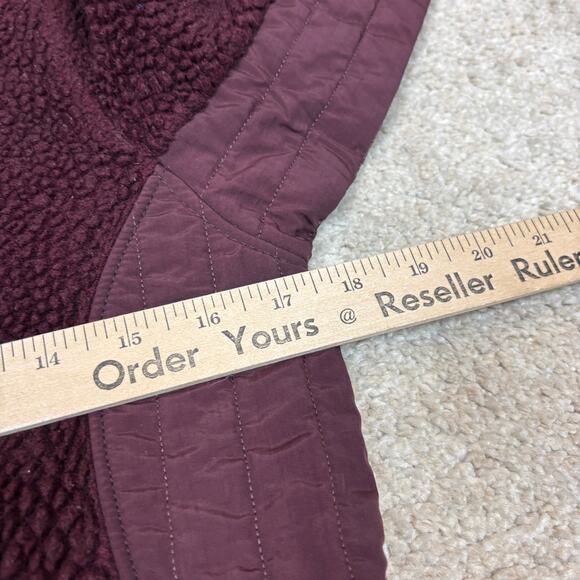 14 15 16 17 18 19 20 21
Order Yours @ Reseller Ruler